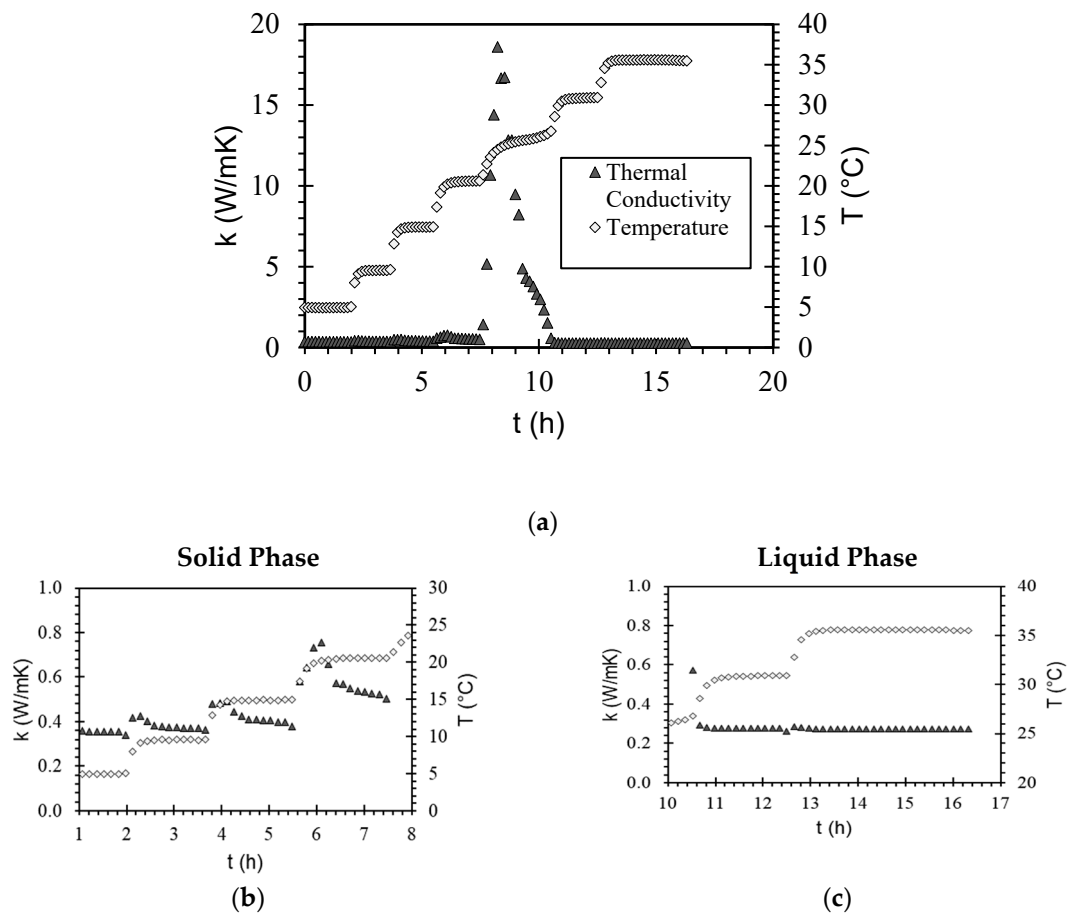 20
15
10
5
0
k (W/mK)
40
35
30
25
20
15
10
5
0
T (°C)
Thermal
Conductivity
Temperature
0
5
10
15
20
t (h)
(a)
Solid Phase
1.0
0.8
0.6
0.4
0.2
0.0
k (W/mK)
30
25
20
15
10
5
0
T (°C)
1 2 3 4 5 6 7 8
t (h)
(b)
Liquid Phase
1.0
0.8
0.6
0.4
0.2
0.0
k (W/mK)
40
35
30
25
20
T (°C)
10 11 12 13 14 15 16 17
t (h)
(c)